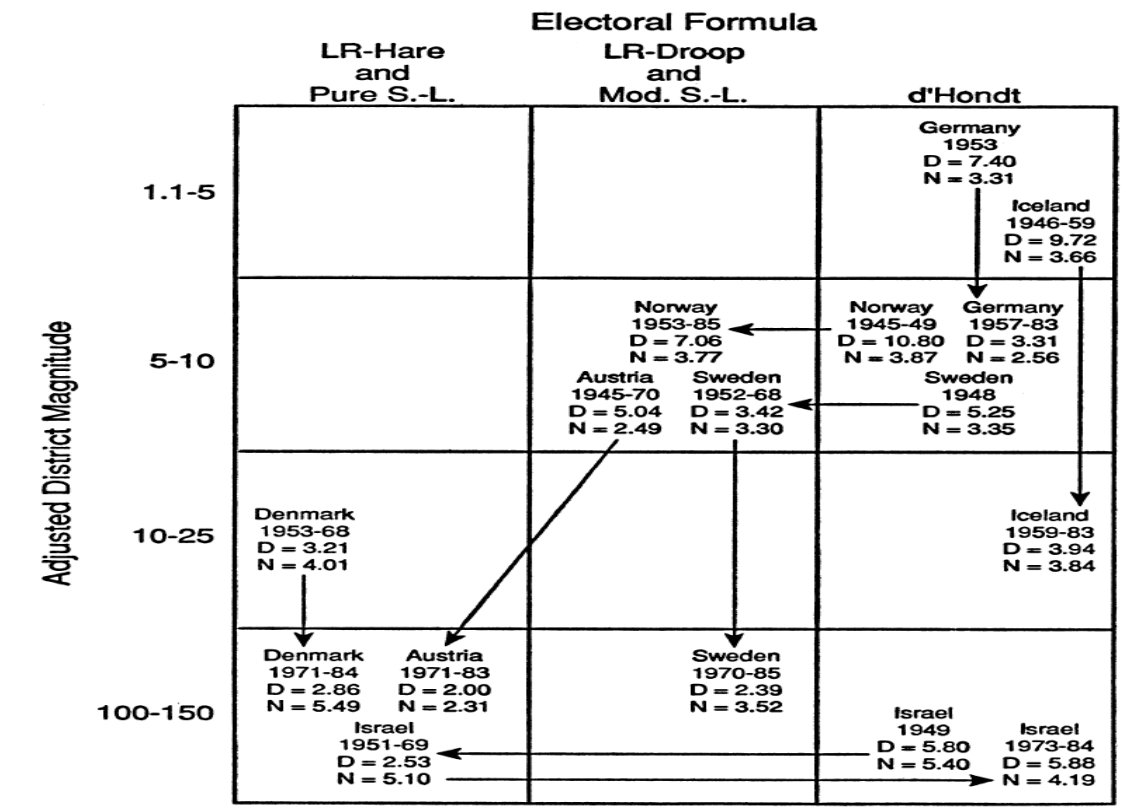 Electoral Formula
LR-Hare
and
Pure S.-L.
LR-Droop
and
Mod. S.-L.
d'Hondt
Adjusted District Magnitude
1.1-5
Germany
1953
D = 7.40
N = 3.31
Iceland
1946-59
D = 9.72
N = 3.66
5-10
Norway
1953-85
D = 7.06
N = 3.77
Norway
1945-49
D = 10.80
N = 3.87
Germany
1957-83
D = 3.31
N = 2.56
Austria
1945-70
D = 5.04
N = 2.49
Sweden
1952-68
D = 3.42
N = 3.30
Sweden
1948
D = 5.25
N = 3.35
10-25
Denmark
1953-68
D = 3.21
N = 4.01
Iceland
1959-83
D = 3.94
N = 3.84
100-150
Denmark
1971-84
D = 2.86
N = 5.49
Austria
1971-83
D = 2.00
N = 2.31
Sweden
1970-85
D = 2.39
N = 3.52
Israel
1951-69
D = 2.53
N = 5.10
Israel
1949
D = 5.80
N = 5.40
Israel
1973-84
D = 5.88
N = 4.19